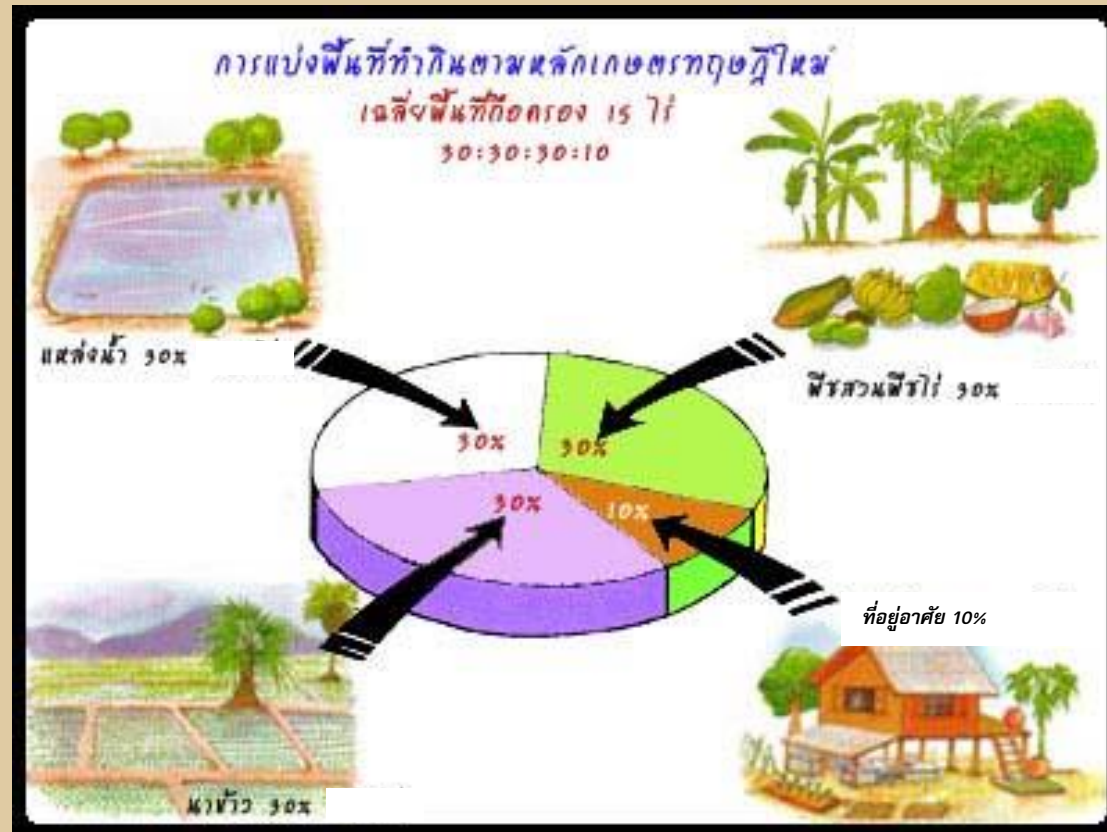 การแบ่งพื้นที่ทำกินตามหลักเกษตรทฤษฎีใหม่
เฉลี่ยพื้นที่ถือครอง 15 ไร่
30:30:30:10
แหล่งน้ำ 30%
พืชสวนพืชไร่ 30%
30%
30%
30%
10%
ที่อยู่อาศัย 10%
นาข้าว 30%